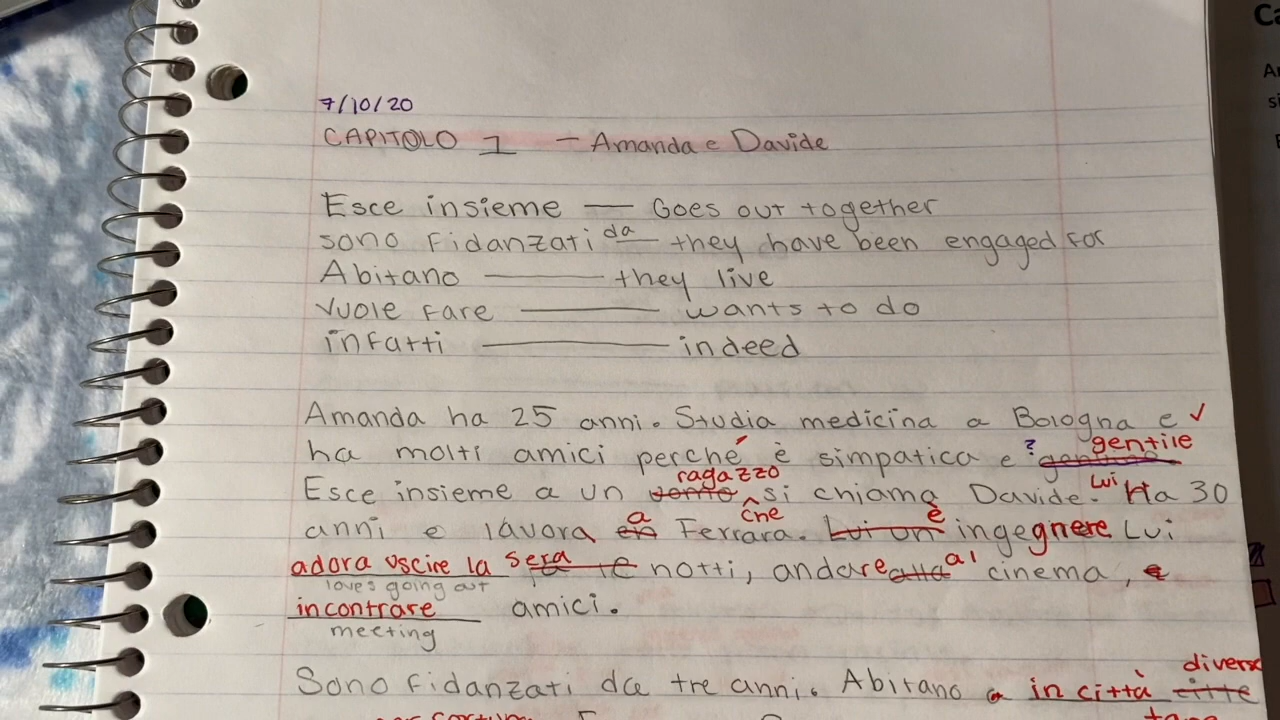 7/10/20
CAPITOLO 1 – Amanda e Davide
Esce insieme — Goes out together
sono fidanzati da — they have been engaged for
Abitano — they live
Vuole fare — wants to do
infatti — indeed
Amanda ha 25 anni. Studia medicina a Bologna e ✓
ha molti amici perché è simpatica e ? gentile
Esce insieme a un ragazzo che si chiama Davide. Lui Ha 30
anni e lavora a Ferrara. Lui un è ingegnere Lui
adora uscire la sera notti, andare alla al cinema, e
loves going out
incontrare amici.
meeting
Sono fidanzati da tre anni. Abitano a in città diverse citte